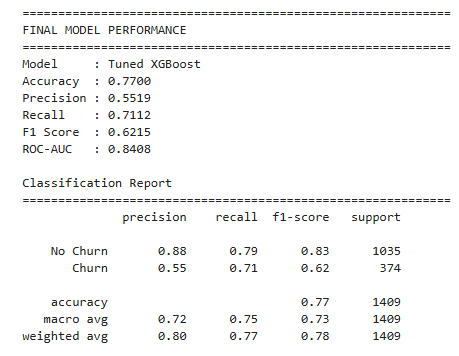 ============================================================
FINAL MODEL PERFORMANCE
============================================================
Model     : Tuned XGBoost
Accuracy  : 0.7700
Precision : 0.5519
Recall    : 0.7112
F1 Score  : 0.6215
ROC-AUC   : 0.8408

Classification Report
============================================================
              precision    recall  f1-score   support

    No Churn       0.88      0.79      0.83      1035
       Churn       0.55      0.71      0.62       374

    accuracy                           0.77      1409
   macro avg       0.72      0.75      0.73      1409
weighted avg       0.80      0.77      0.78      1409